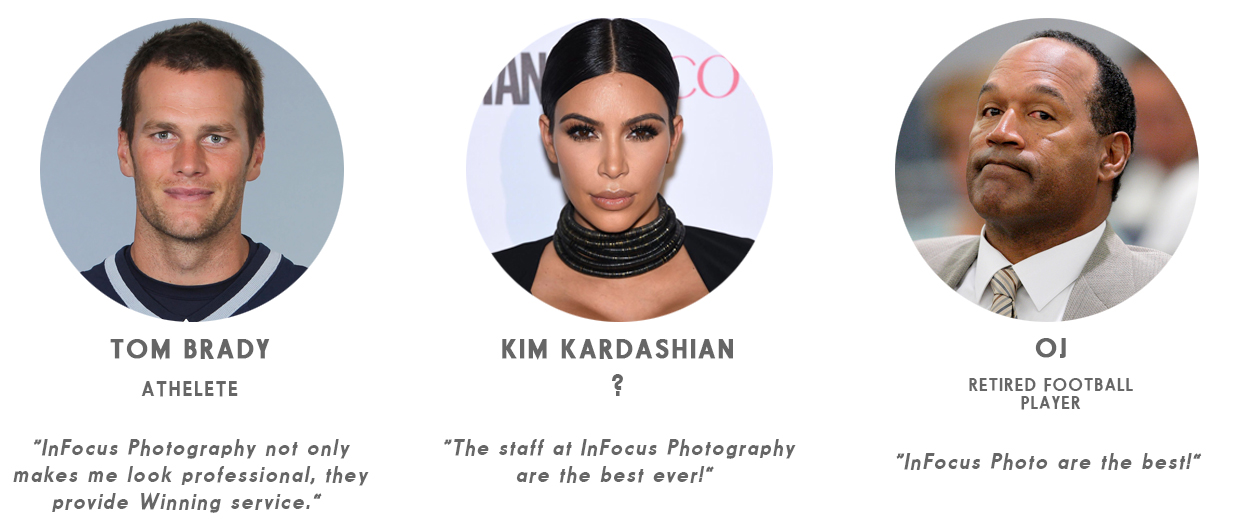 TOM BRADY
ATHELETE
"InFocus Photography not only
makes me look professional, they
provide Winning service."
KIM KARDASHIAN
?
"The staff at InFocus Photography
are the best ever!"
OJ
RETIRED FOOTBALL
PLAYER
"InFocus Photo are the best!"